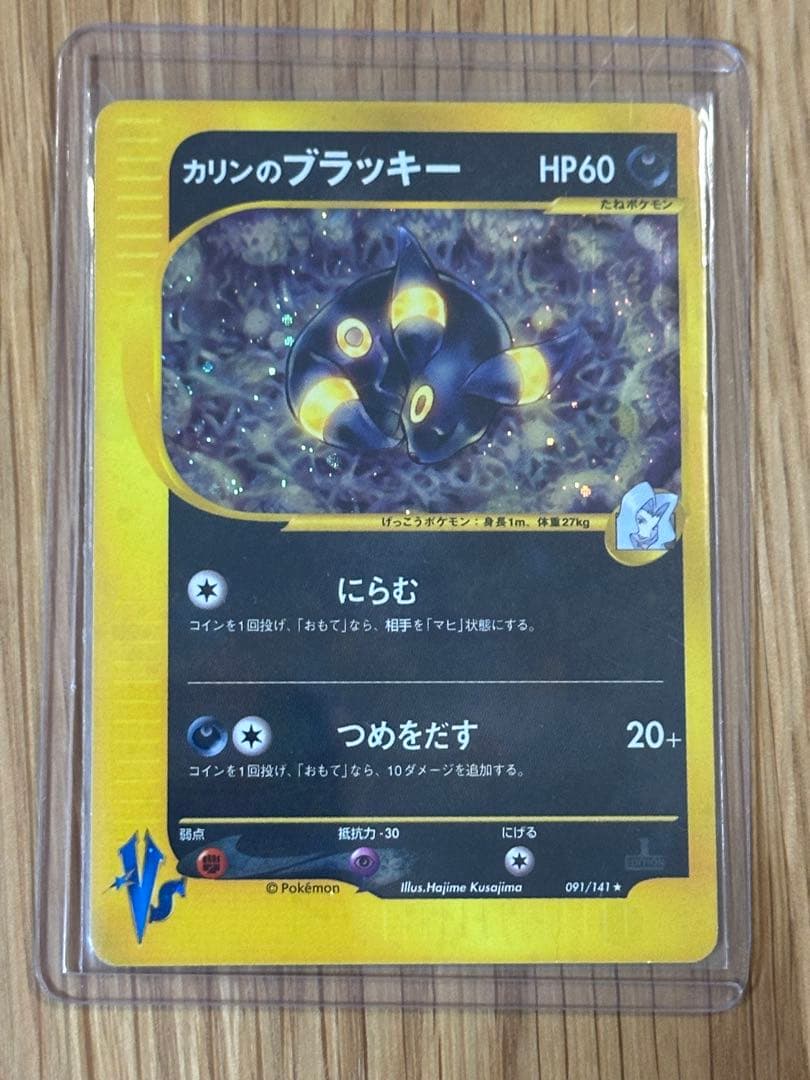 カリンのブラッキー HP60
たねポケモン
げっこうポケモン：身長1m、体重27kg
にらむ
コインを1回投げ、「おもて」なら、相手を「マヒ」状態にする。
つめをだす 20+
コインを1回投げ、「おもて」なら、10ダメージを追加する。
弱点 抵抗力-30 にげる
1 EDITION
© Pokémon Illus.Hajime Kusajima 091/141★
VS